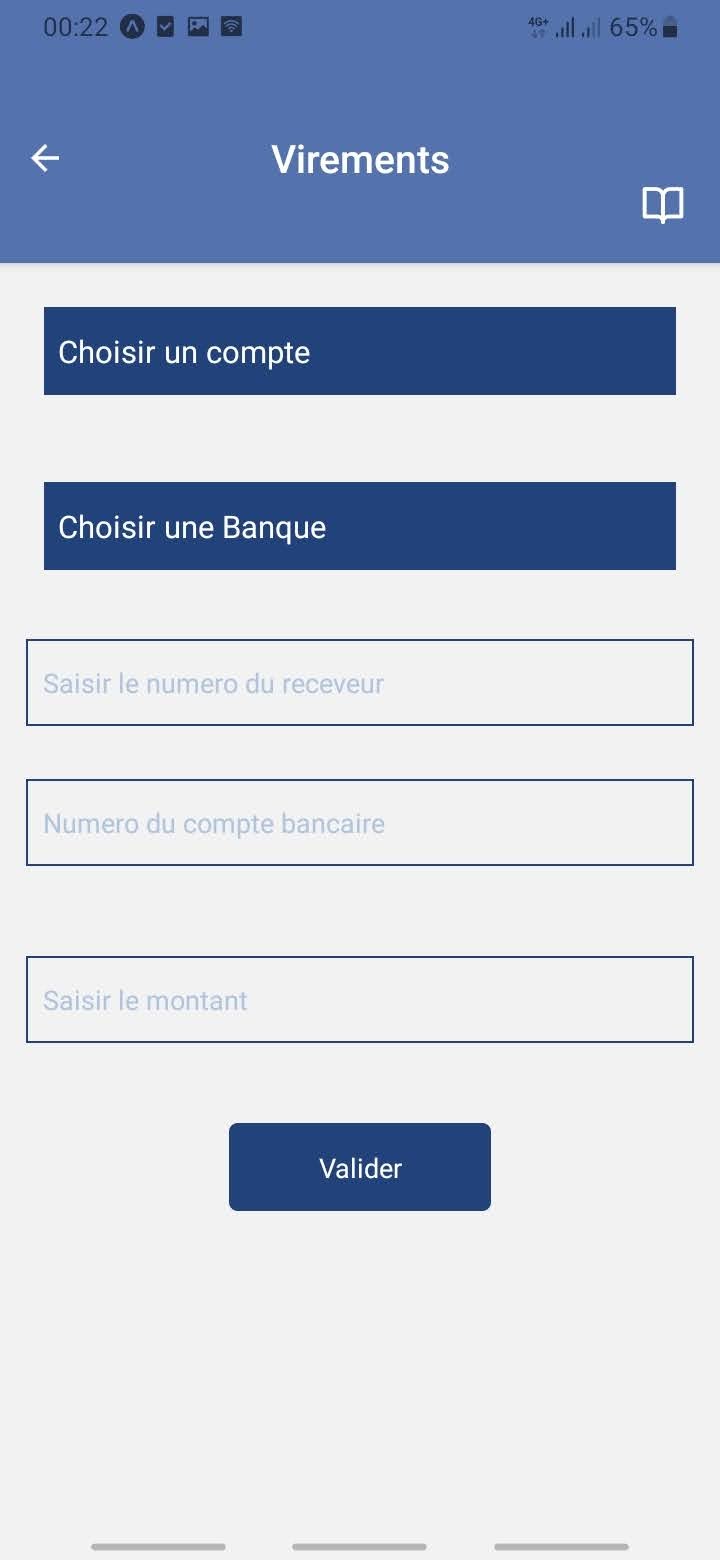 00:22
4G+
65%
Virements
Choisir un compte
Choisir une Banque
Saisir le numero du receveur
Numero du compte bancaire
Saisir le montant
Valider